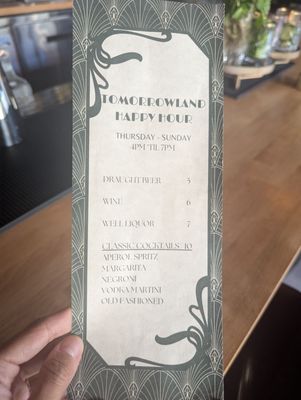 TOMORROWLAND
HAPPY HOUR
THURSDAY - SUNDAY
4PM 'TIL 7PM
DRAUGHT BEER 5
WINE 6
WELL LIQUOR 7
CLASSIC COCKTAILS 10
APEROL SPRITZ
MARGARITA
NEGRONI
VODKA MARTINI
OLD FASHIONED